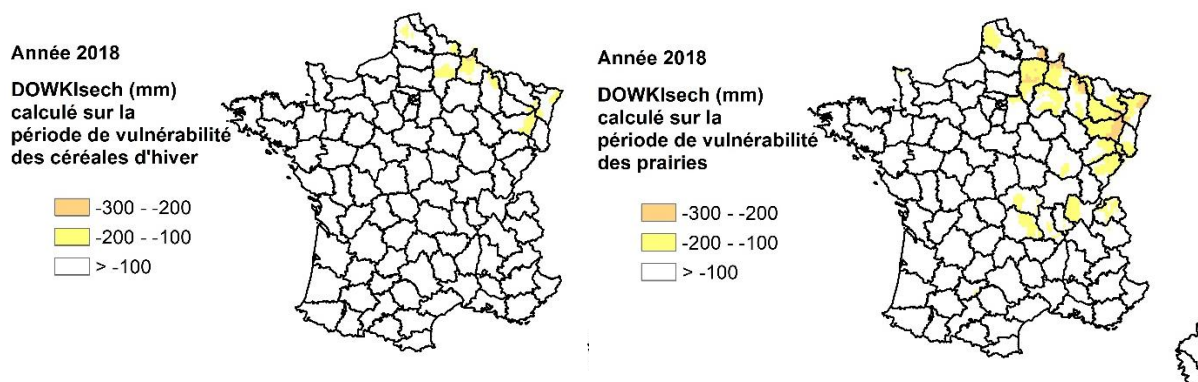 Année 2018
DOWKIsech (mm)
calculé sur la
période de vulnérabilité
des céréales d'hiver
-300 - -200
-200 - -100
> -100
Année 2018
DOWKIsech (mm)
calculé sur la
période de vulnérabilité
des prairies
-300 - -200
-200 - -100
> -100